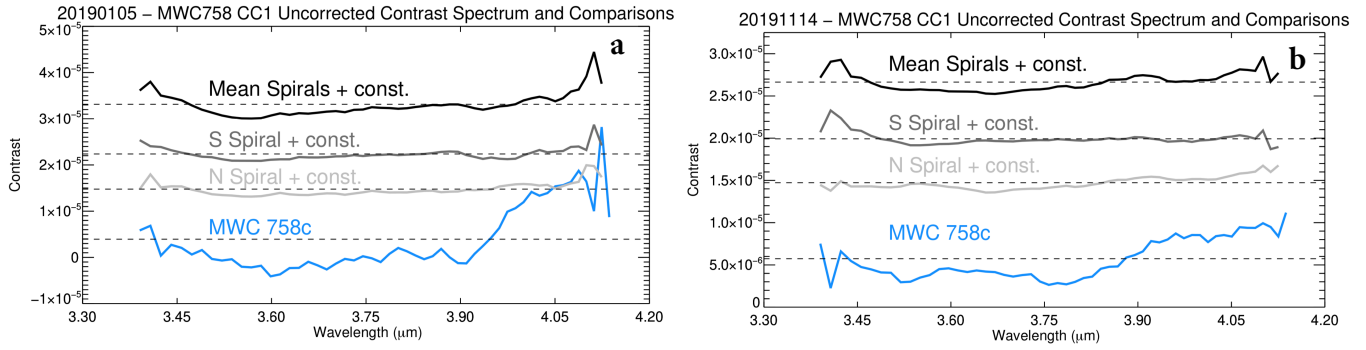 20190105 – MWC758 CC1 Uncorrected Contrast Spectrum and Comparisons
a
5×10⁻⁵
4×10⁻⁵
3×10⁻⁵
2×10⁻⁵
1×10⁻⁵
0
−1×10⁻⁵
Contrast
Mean Spirals + const.
S Spiral + const.
N Spiral + const.
MWC 758c
3.30 3.45 3.60 3.75 3.90 4.05 4.20
Wavelength (μm)
20191114 – MWC758 CC1 Uncorrected Contrast Spectrum and Comparisons
b
3.0×10⁻⁵
2.5×10⁻⁵
2.0×10⁻⁵
1.5×10⁻⁵
1.0×10⁻⁵
5.0×10⁻⁶
0
Contrast
Mean Spirals + const.
S Spiral + const.
N Spiral + const.
MWC 758c
3.30 3.45 3.60 3.75 3.90 4.05 4.20
Wavelength (μm)